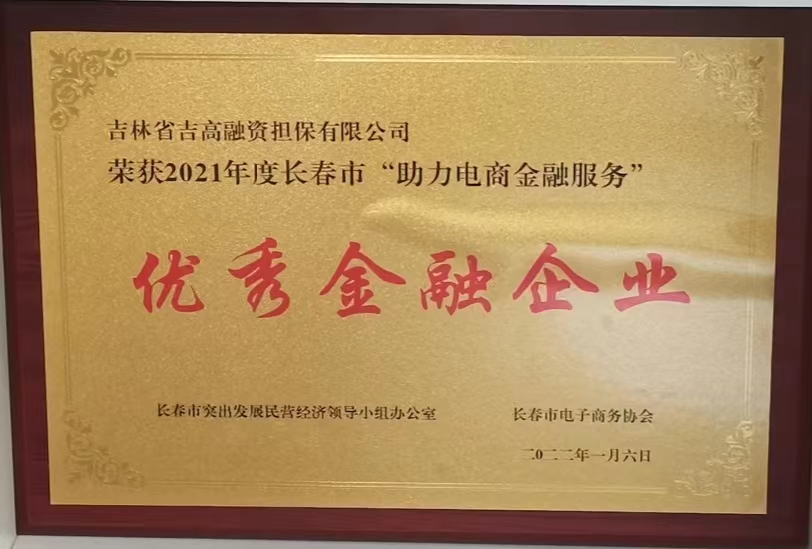 吉林省吉高融资担保有限公司
荣获2021年度长春市“助力电商金融服务”
优秀金融企业
长春市突出发展民营经济领导小组办公室 长春市电子商务协会
二0二二年一月六日